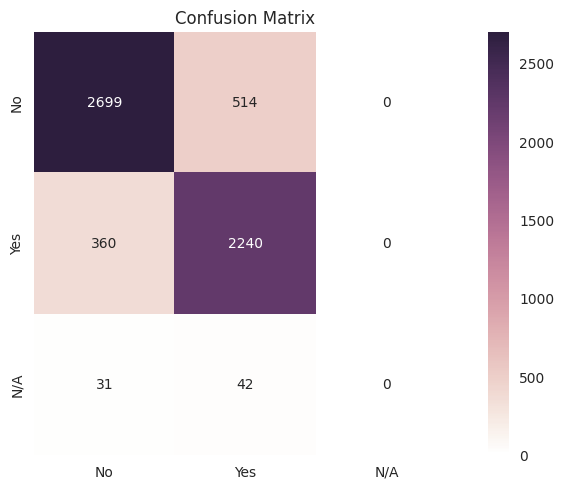 Confusion Matrix
No 2699 514 0
Yes 360 2240 0
N/A 31 42 0
No Yes N/A
2500
2000
1500
1000
500
0